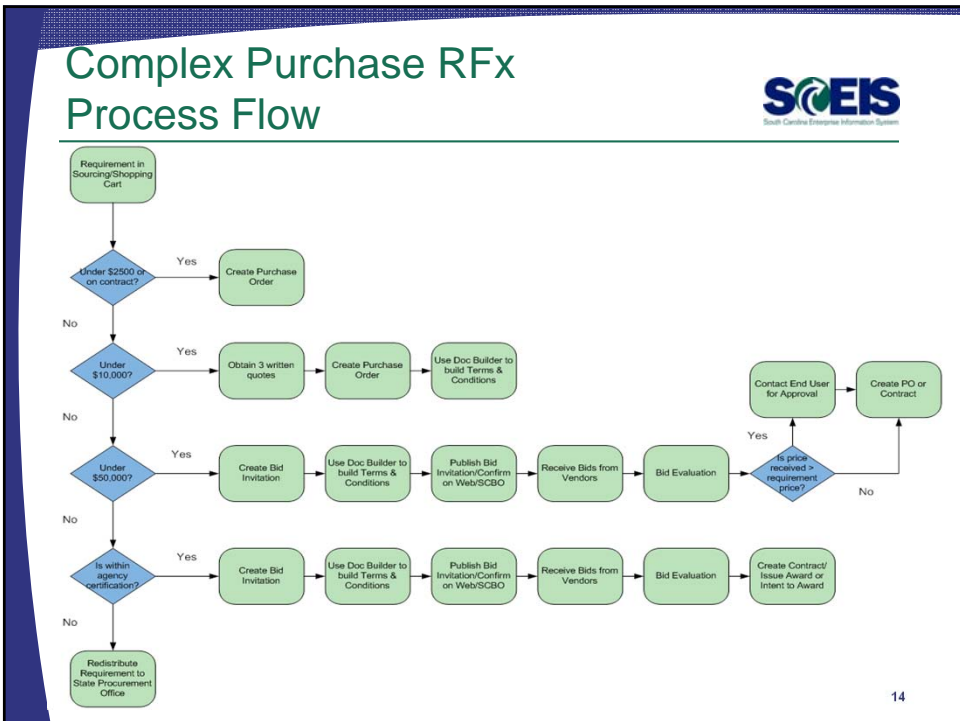 Complex Purchase RFx
Process Flow
SCEIS
South Carolina Enterprise Information System
Requirement in
Sourcing/Shopping
Cart
Under $2500 or
on contract?
Yes
Create Purchase
Order
No
Under
$10,000?
Yes
Obtain 3 written
quotes
Create Purchase
Order
Use Doc Builder to
build Terms &
Conditions
Contact End User
for Approval
Create PO or
Contract
No
Under
$50,000?
Yes
Create Bid
Invitation
Use Doc Builder to
build Terms &
Conditions
Publish Bid
Invitation/Confirm
on Web/SCBO
Receive Bids from
Vendors
Bid Evaluation
Yes
Is price
received >
requirement
price?
No
No
Is within
agency
certification?
Yes
Create Bid
Invitation
Use Doc Builder to
build Terms &
Conditions
Publish Bid
Invitation/Confirm
on Web/SCBO
Receive Bids from
Vendors
Bid Evaluation
Create Contract/
Issue Award or
Intent to Award
No
Redistribute
Requirement to
State Procurement
Office
14